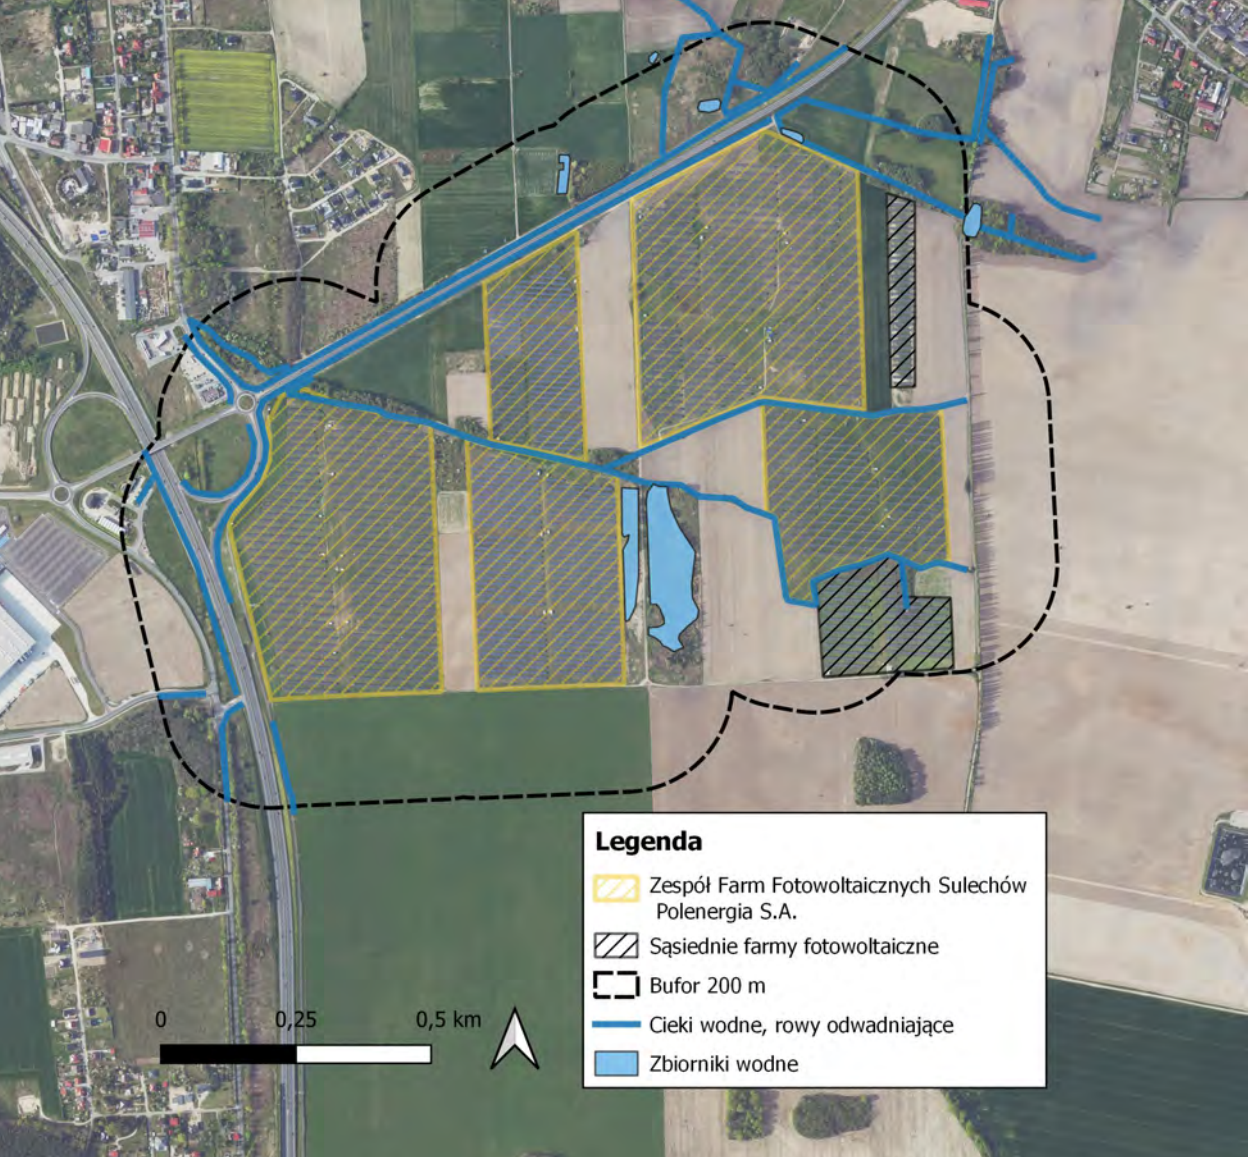 Legenda
Zespół Farm Fotowoltaicznych Sulechów
Polenergia S.A.
Sąsiednie farmy fotowoltaiczne
Bufor 200 m
Cieki wodne, rowy odwadniające
Zbiorniki wodne
0 0,25 0,5 km